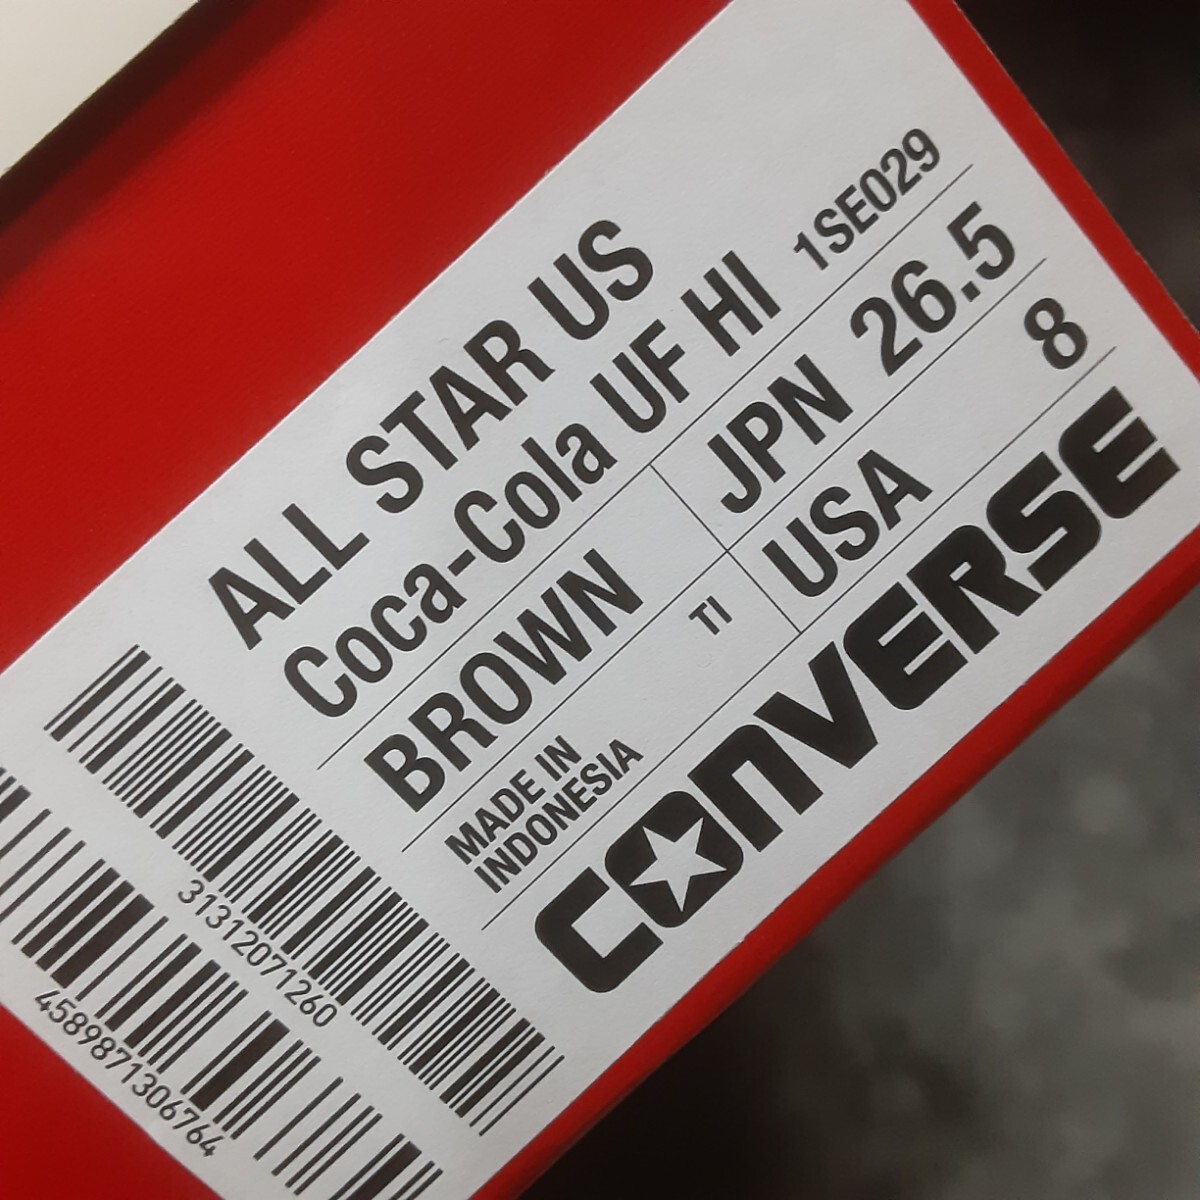 ALL STAR US
Coca-Cola UF HI 1SE029
BROWN JPN 26.5
TI USA 8
MADE IN
INDONESIA
CONVERSE
31312071260
4589871306764